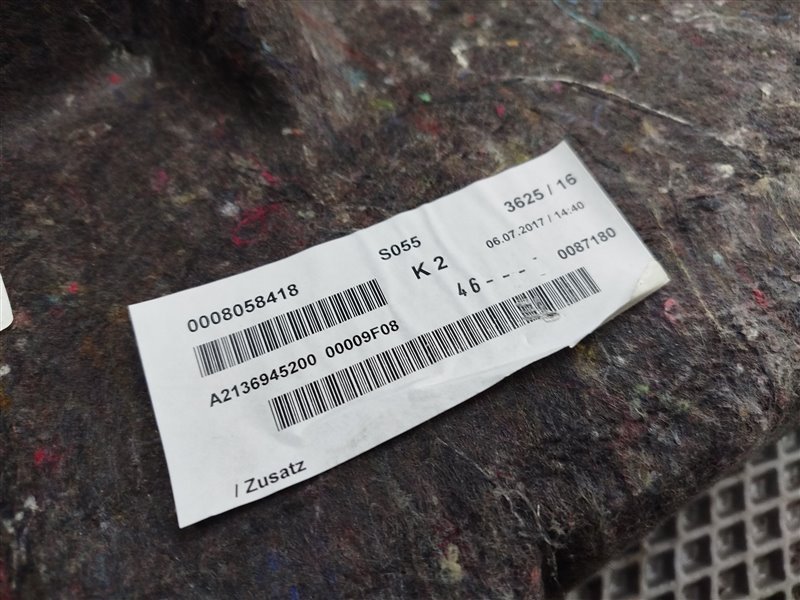 3625 / 16
S055
06.07.2017 / 14:40
0008058418
K 2
46---- 0087180
A2136945200 00009F08
/ Zusatz